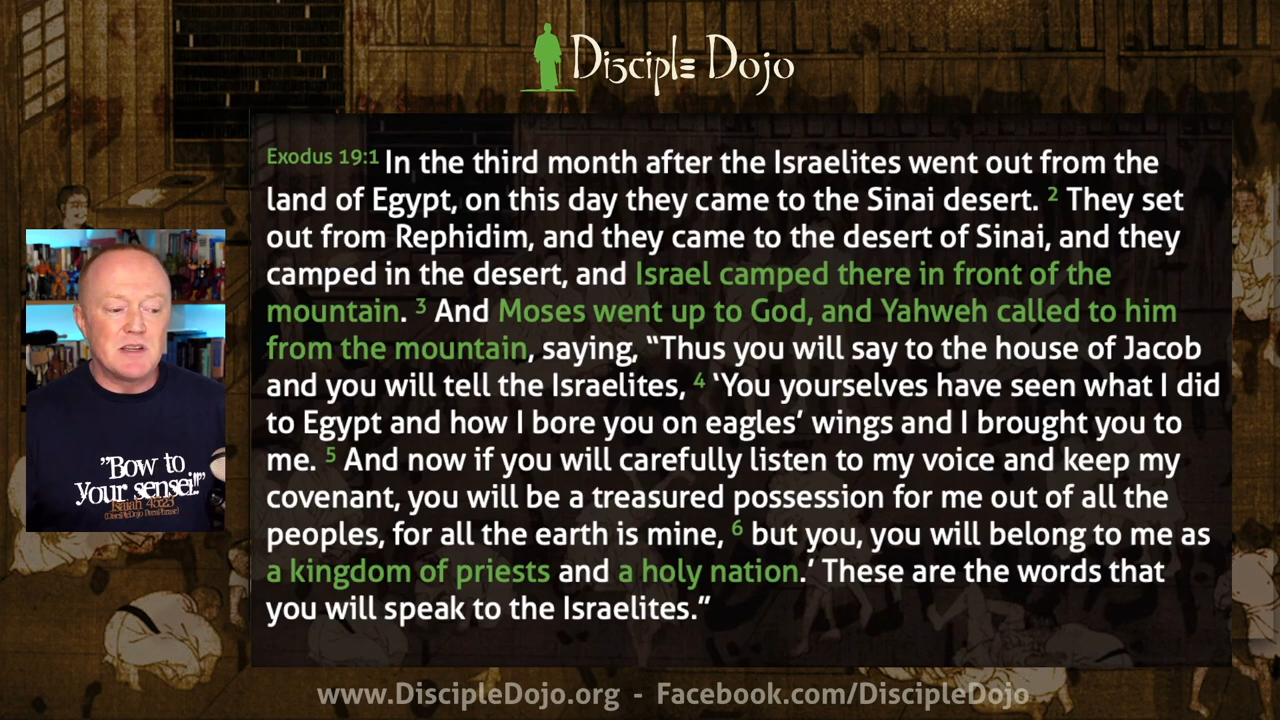 Disciple Dojo
Exodus 19:1 In the third month after the Israelites went out from the
land of Egypt, on this day they came to the Sinai desert. 2 They set
out from Rephidim, and they came to the desert of Sinai, and they
camped in the desert, and Israel camped there in front of the
mountain. 3 And Moses went up to God, and Yahweh called to him
from the mountain, saying, “Thus you will say to the house of Jacob
and you will tell the Israelites, 4 ‘You yourselves have seen what I did
to Egypt and how I bore you on eagles’ wings and I brought you to
me. 5 And now if you will carefully listen to my voice and keep my
covenant, you will be a treasured possession for me out of all the
peoples, for all the earth is mine, 6 but you, you will belong to me as
a kingdom of priests and a holy nation.’ These are the words that
you will speak to the Israelites.”
"Bow to
your sensei!"
Isaiah 45:23
www.DiscipleDojo.org - Facebook.com/DiscipleDojo